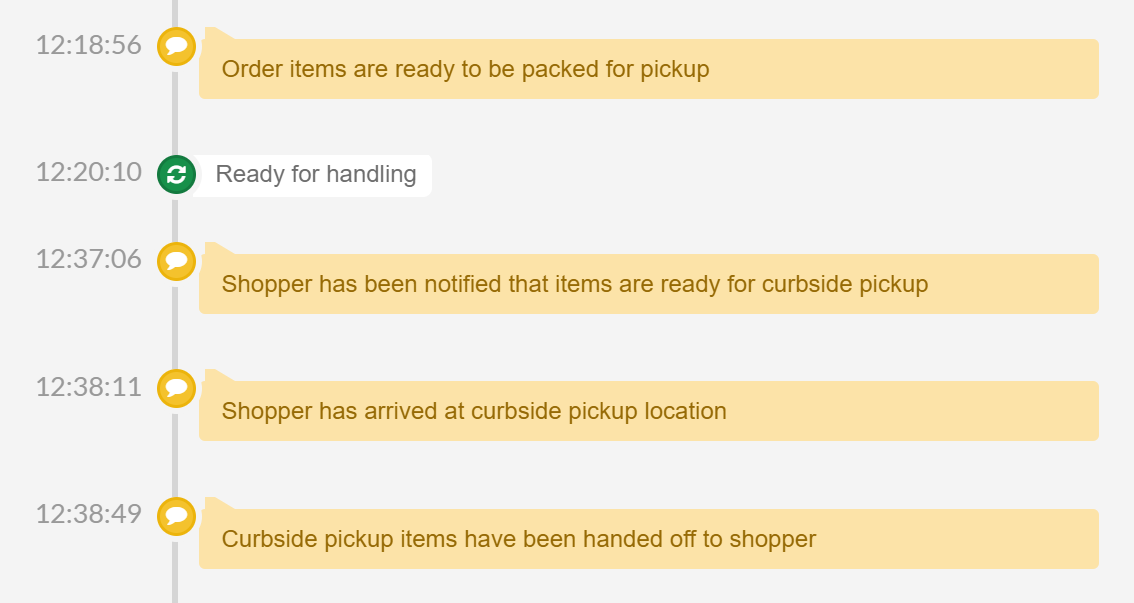 12:18:56
Order items are ready to be packed for pickup
12:20:10
Ready for handling
12:37:06
Shopper has been notified that items are ready for curbside pickup
12:38:11
Shopper has arrived at curbside pickup location
12:38:49
Curbside pickup items have been handed off to shopper